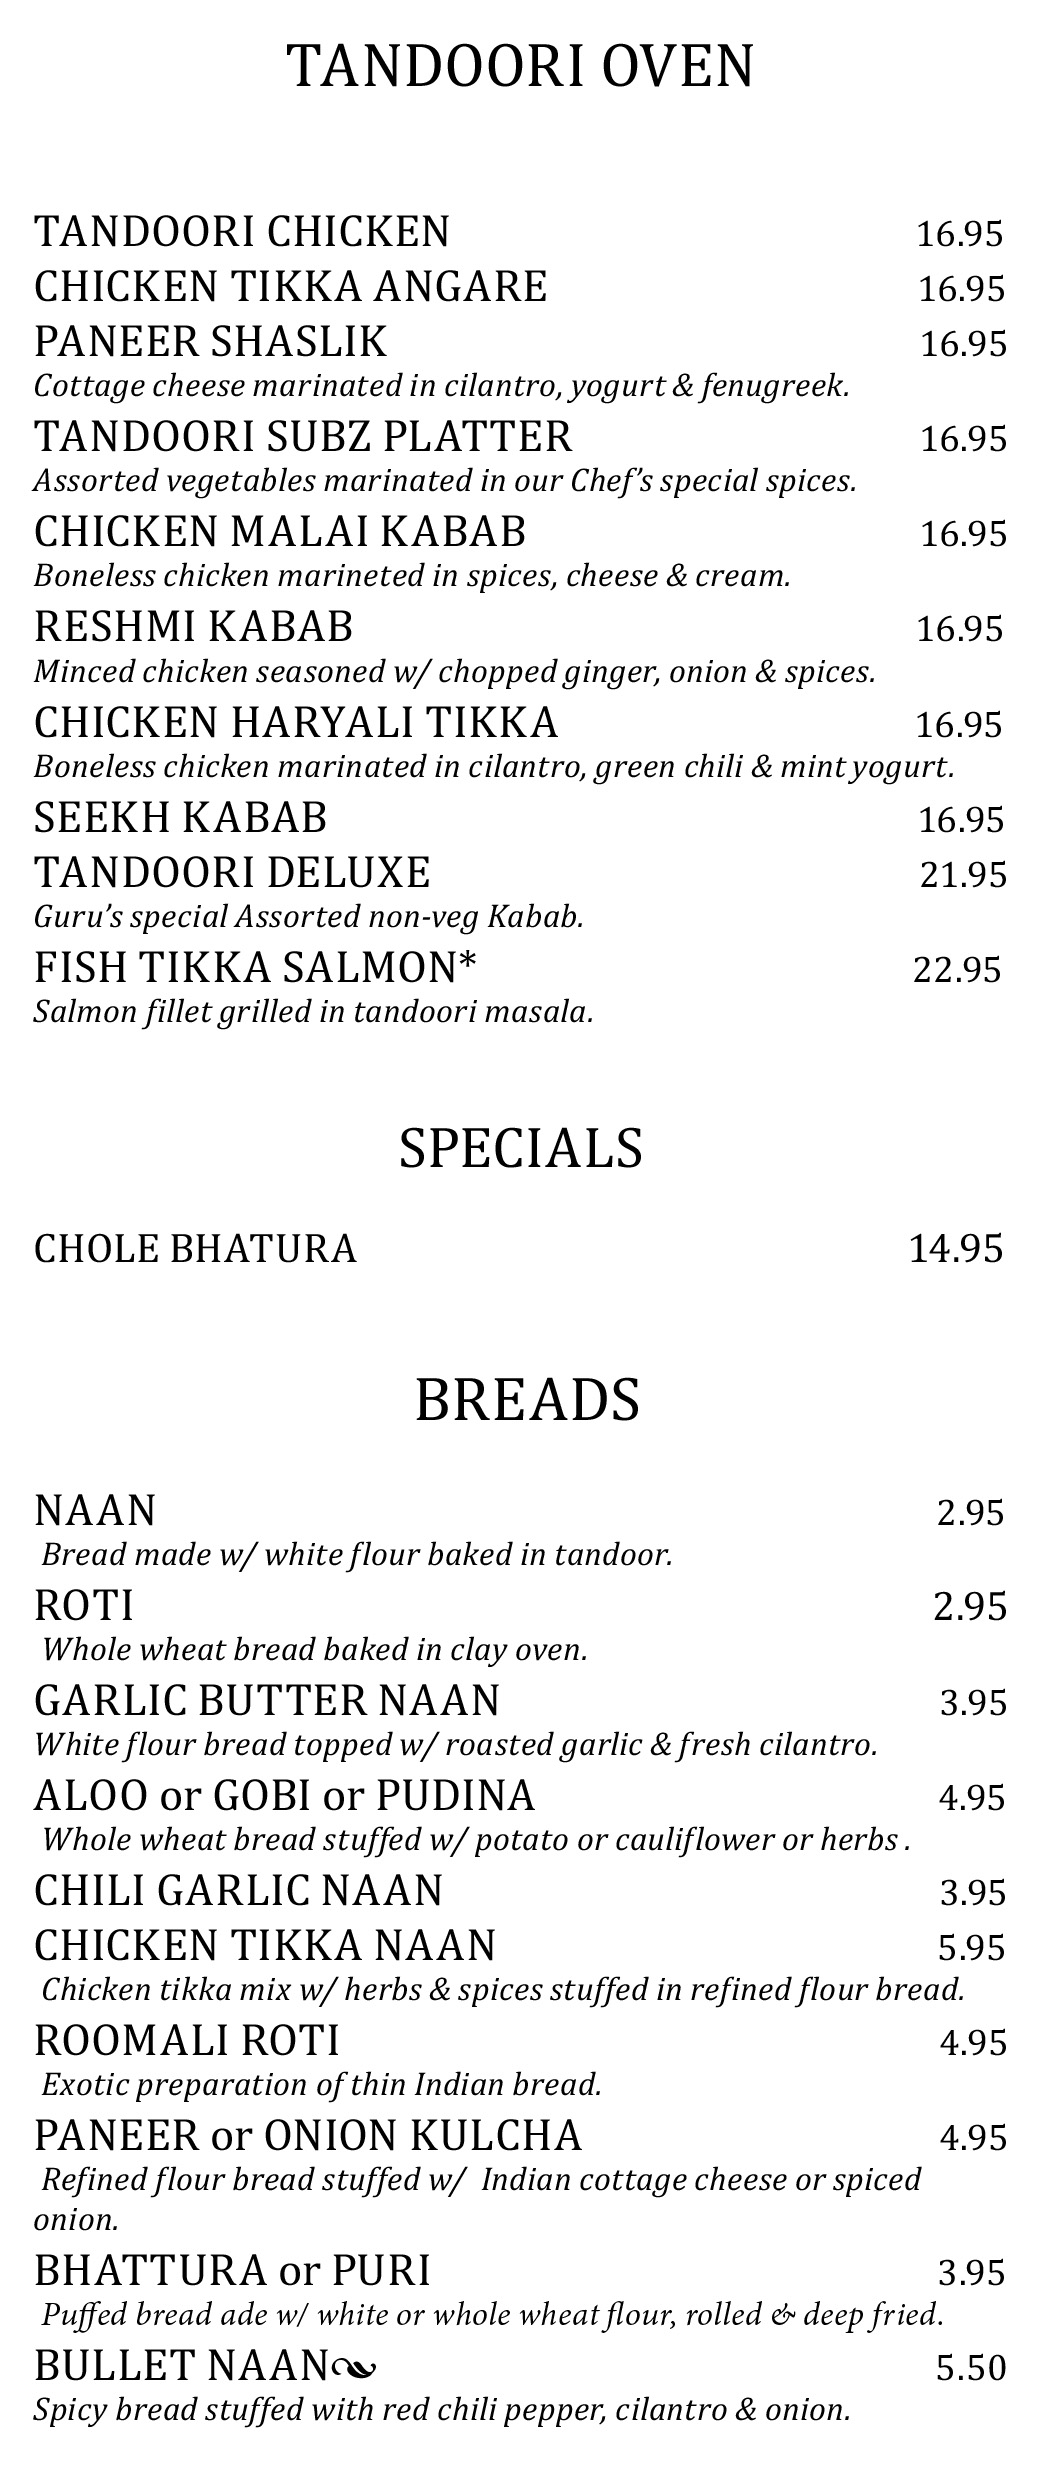 TANDOORI OVEN
TANDOORI CHICKEN 16.95
CHICKEN TIKKA ANGARE 16.95
PANEER SHASLIK 16.95
Cottage cheese marinated in cilantro, yogurt & fenugreek.
TANDOORI SUBZ PLATTER 16.95
Assorted vegetables marinated in our Chef’s special spices.
CHICKEN MALAI KABAB 16.95
Boneless chicken marineted in spices, cheese & cream.
RESHMI KABAB 16.95
Minced chicken seasoned w/ chopped ginger, onion & spices.
CHICKEN HARYALI TIKKA 16.95
Boneless chicken marinated in cilantro, green chili & mint yogurt.
SEEKH KABAB 16.95
TANDOORI DELUXE 21.95
Guru’s special Assorted non-veg Kabab.
FISH TIKKA SALMON* 22.95
Salmon fillet grilled in tandoori masala.
SPECIALS
CHOLE BHATURA 14.95
BREADS
NAAN 2.95
Bread made w/ white flour baked in tandoor.
ROTI 2.95
Whole wheat bread baked in clay oven.
GARLIC BUTTER NAAN 3.95
White flour bread topped w/ roasted garlic & fresh cilantro.
ALOO or GOBI or PUDINA 4.95
Whole wheat bread stuffed w/ potato or cauliflower or herbs .
CHILI GARLIC NAAN 3.95
CHICKEN TIKKA NAAN 5.95
Chicken tikka mix w/ herbs & spices stuffed in refined flour bread.
ROOMALI ROTI 4.95
Exotic preparation of thin Indian bread.
PANEER or ONION KULCHA 4.95
Refined flour bread stuffed w/ Indian cottage cheese or spiced
onion.
BHATTURA or PURI 3.95
Puffed bread ade w/ white or whole wheat flour, rolled & deep fried.
BULLET NAAN 5.50
Spicy bread stuffed with red chili pepper, cilantro & onion.